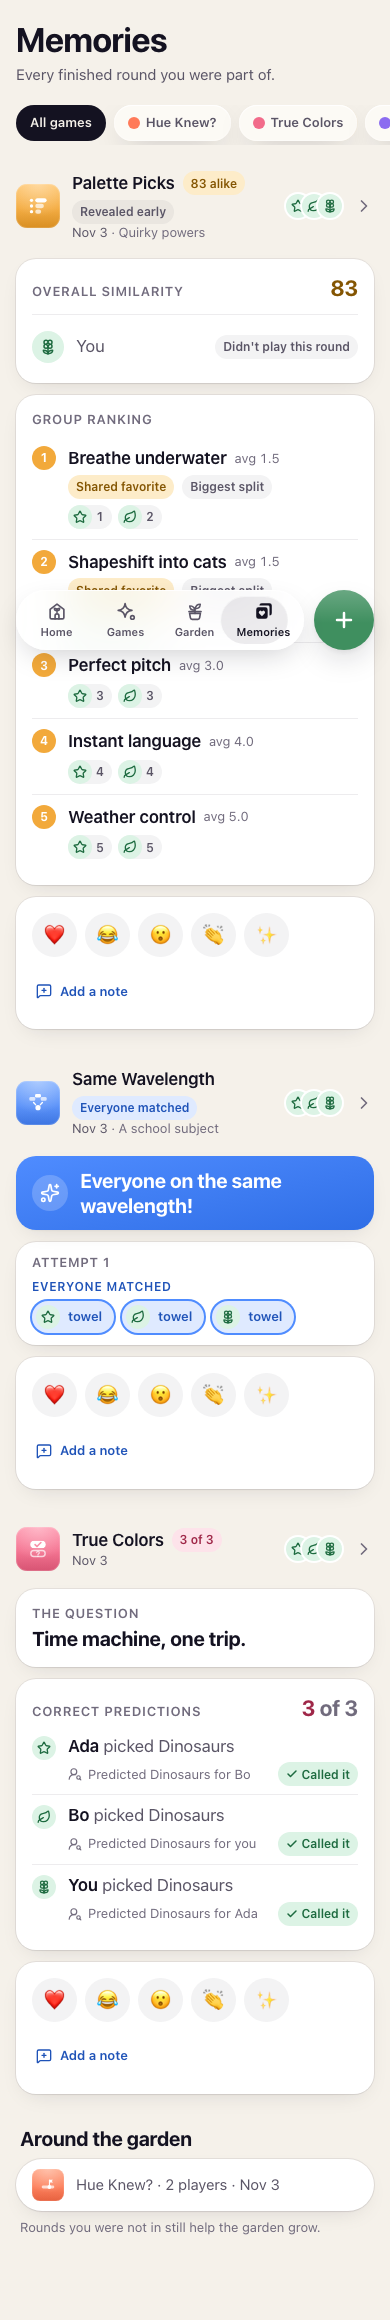 Memories
Every finished round you were part of.
All games
Hue Knew?
True Colors
Palette Picks 83 alike
Revealed early
Nov 3 · Quirky powers
OVERALL SIMILARITY 83
You Didn't play this round
GROUP RANKING
1 Breathe underwater avg 1.5
Shared favorite Biggest split
1 2
2 Shapeshift into cats avg 1.5
Shared favorite Biggest split
Home Games Garden Memories
3 Perfect pitch avg 3.0
3 3
4 Instant language avg 4.0
4 4
5 Weather control avg 5.0
5 5
Add a note
Same Wavelength
Everyone matched
Nov 3 · A school subject
Everyone on the same
wavelength!
ATTEMPT 1
EVERYONE MATCHED
towel towel towel
Add a note
True Colors 3 of 3
Nov 3
THE QUESTION
Time machine, one trip.
CORRECT PREDICTIONS 3 of 3
Ada picked Dinosaurs
Predicted Dinosaurs for Bo Called it
Bo picked Dinosaurs
Predicted Dinosaurs for you Called it
You picked Dinosaurs
Predicted Dinosaurs for Ada Called it
Add a note
Around the garden
Hue Knew? · 2 players · Nov 3
Rounds you were not in still help the garden grow.